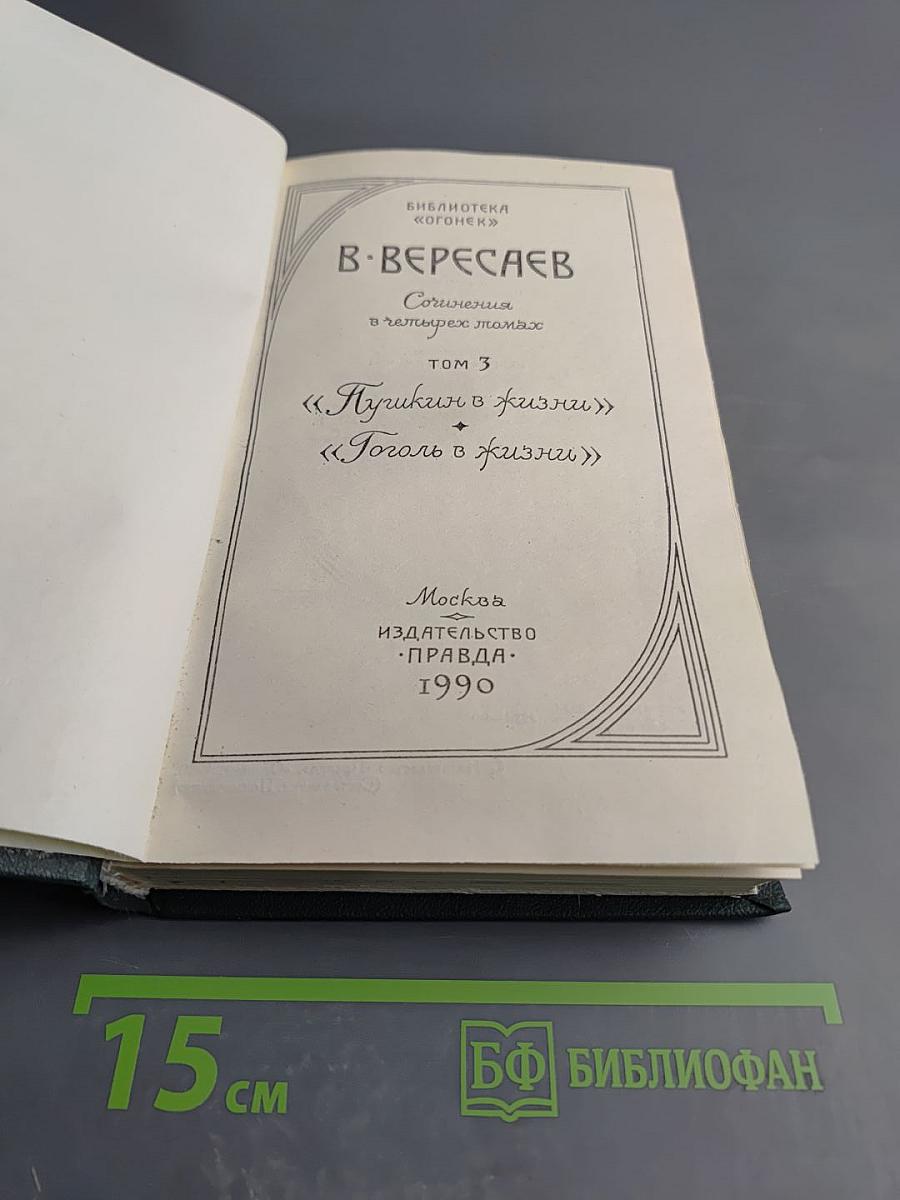 БИБЛИОТЕКА
«ОГОНЕК»
В·ВЕРЕСАЕВ
Сочинения
в четырех томах
ТОМ 3
«Пушкин в жизни»
«Гоголь в жизни»
Москва
ИЗДАТЕЛЬСТВО
·ПРАВДА·
1990
15 см
БФ БИБЛИОФАН